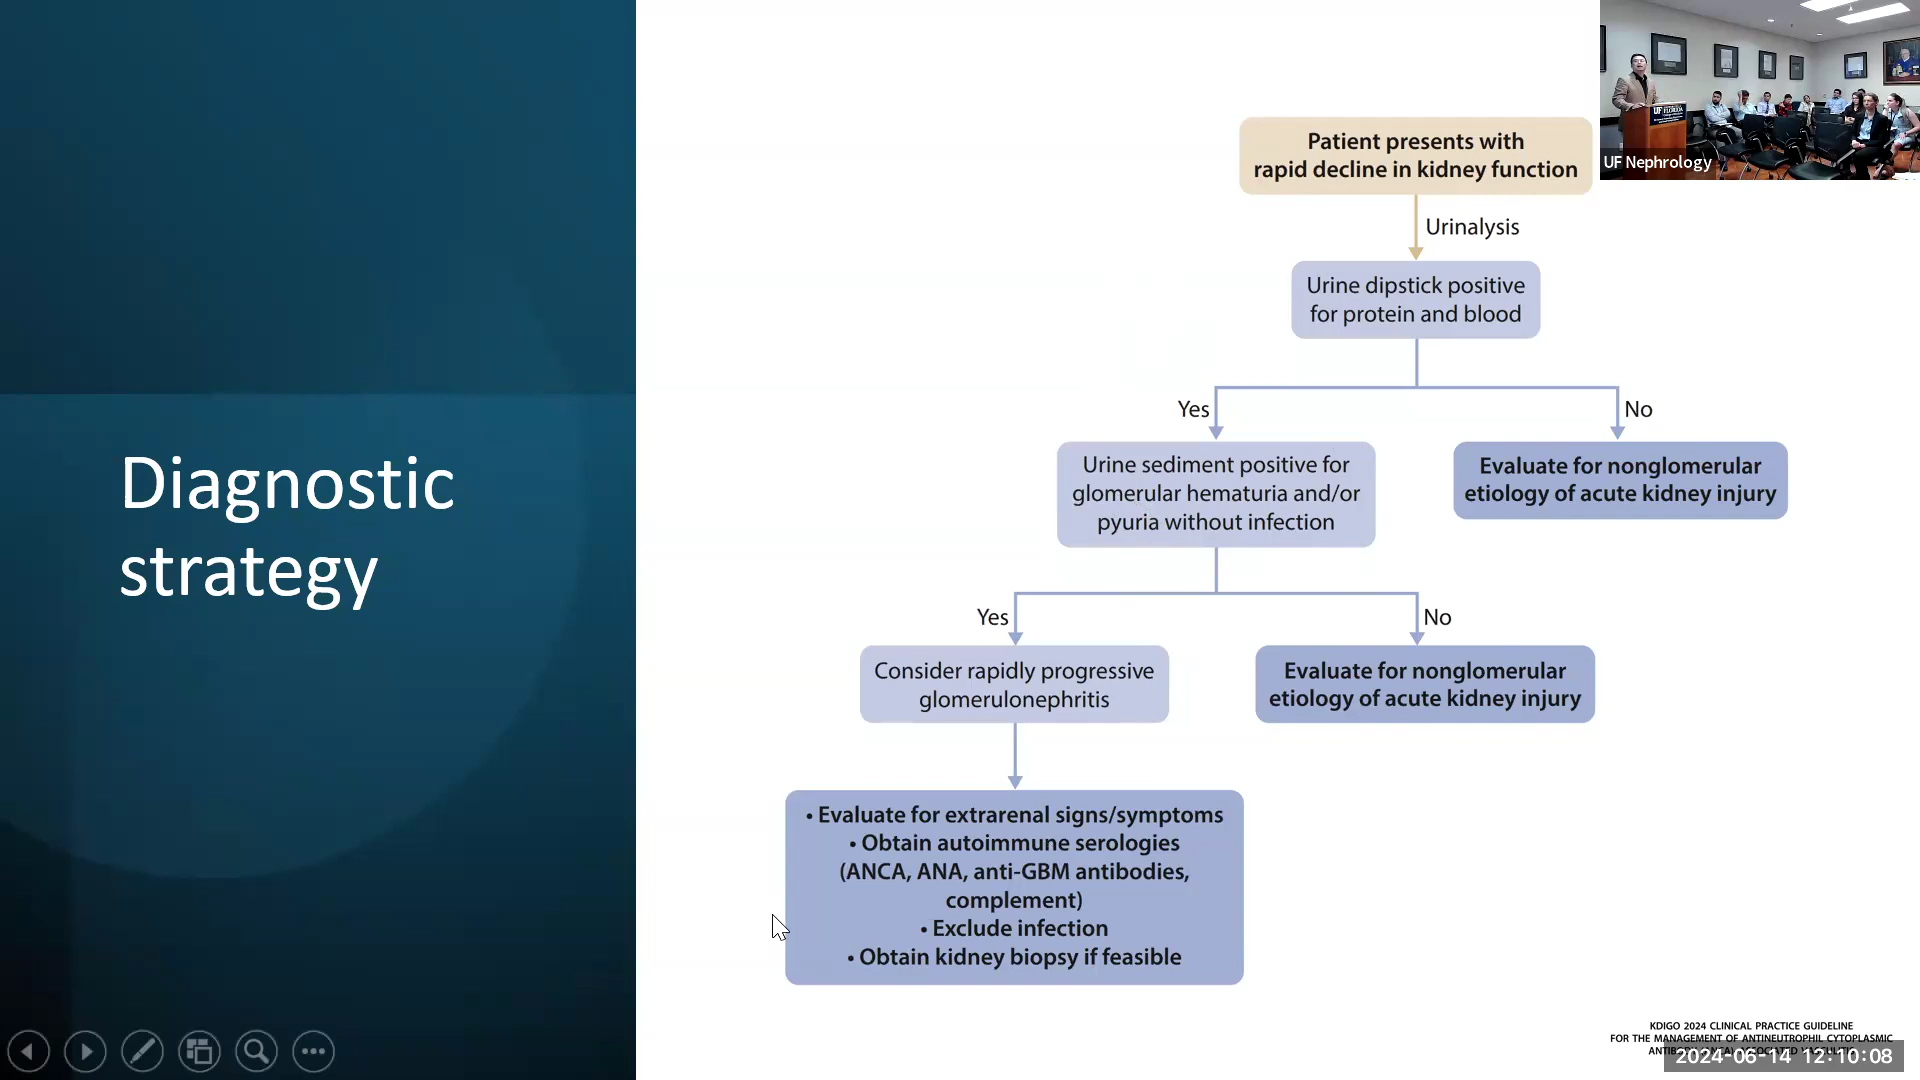 Diagnostic
strategy
Patient presents with
rapid decline in kidney function
Urinalysis
Urine dipstick positive
for protein and blood
Yes
No
Urine sediment positive for
glomerular hematuria and/or
pyuria without infection
Evaluate for nonglomerular
etiology of acute kidney injury
Yes
No
Consider rapidly progressive
glomerulonephritis
Evaluate for nonglomerular
etiology of acute kidney injury
• Evaluate for extrarenal signs/symptoms
• Obtain autoimmune serologies
(ANCA, ANA, anti-GBM antibodies,
complement)
• Exclude infection
• Obtain kidney biopsy if feasible
UF
UF Nephrology
KDIGO 2024 CLINICAL PRACTICE GUIDELINE
FOR THE MANAGEMENT OF ANTINEUTROPHIL CYTOPLASMIC
2024-06-14 12:10:08